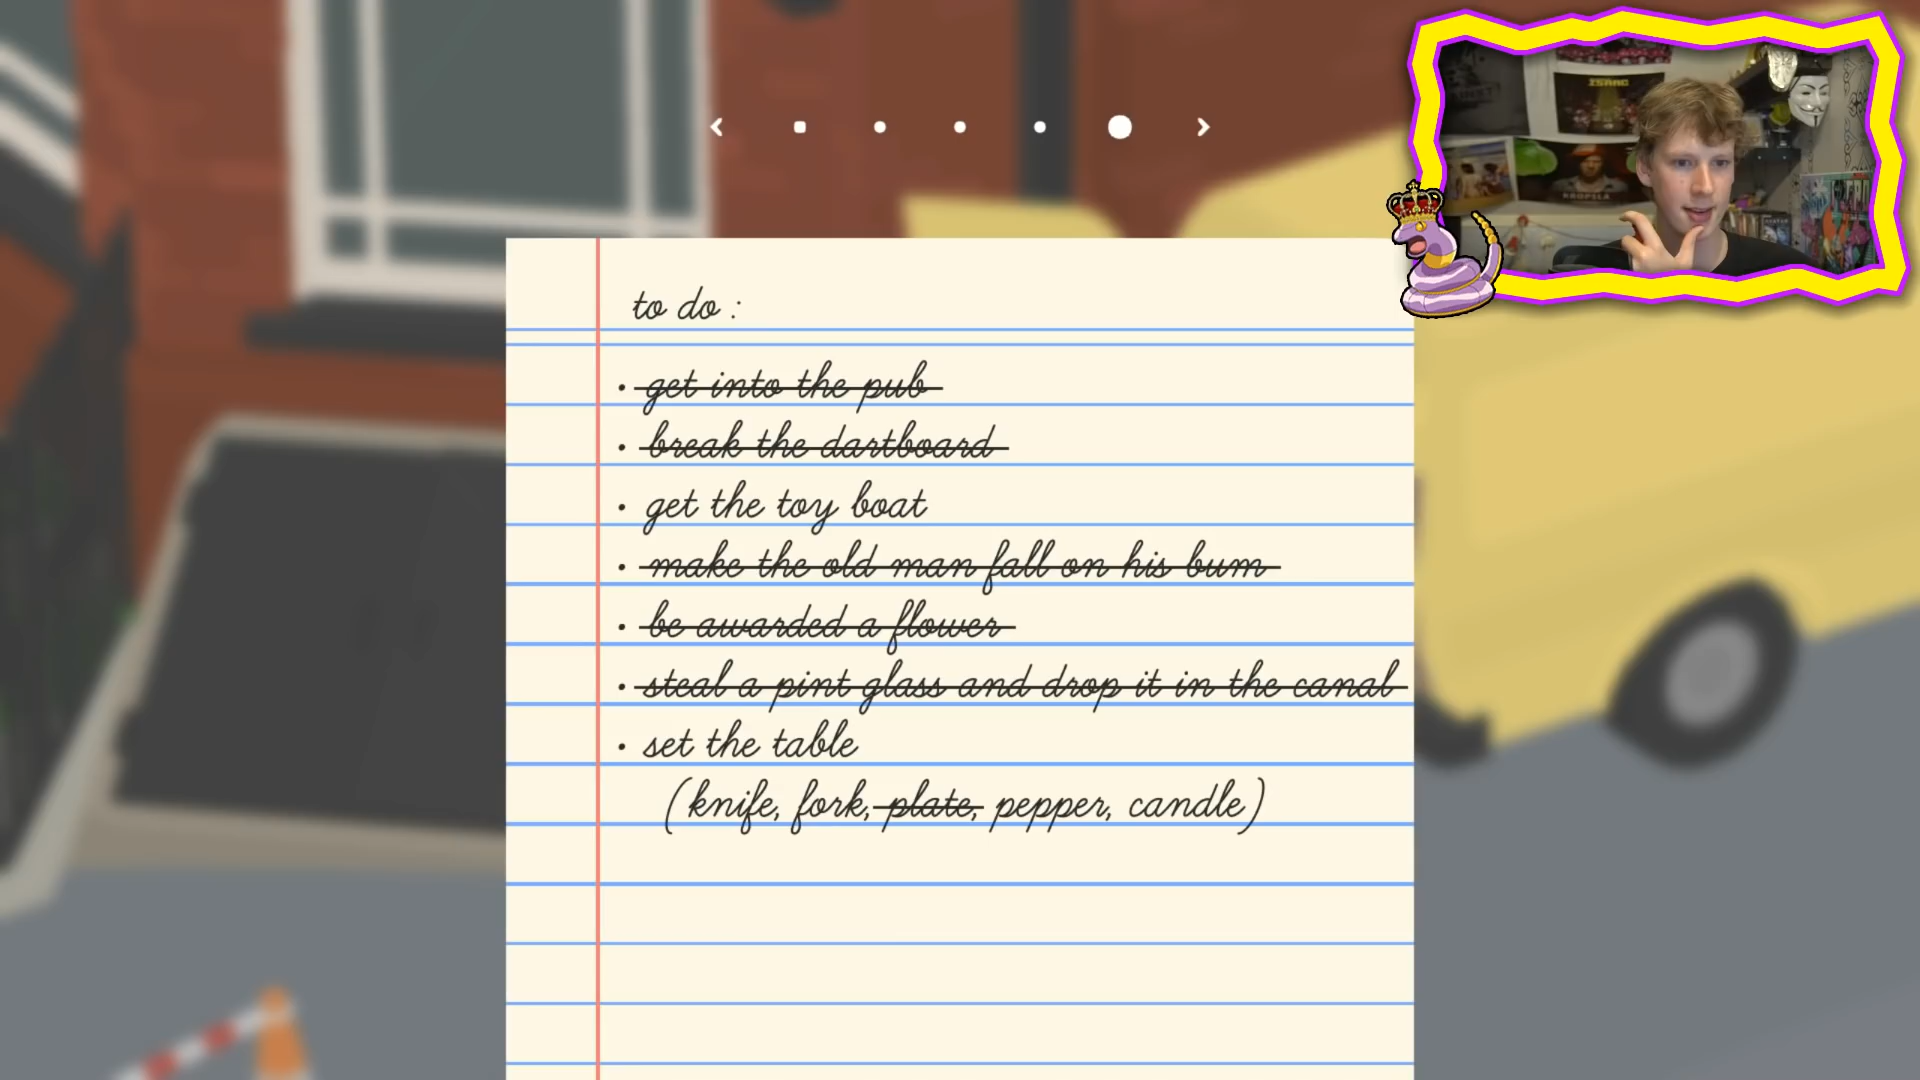 ISAAC
to do :
• get into the pub
• break the dartboard
• get the toy boat
• make the old man fall on his bum
• be awarded a flower
• steal a pint glass and drop it in the canal
• set the table
(knife, fork, plate, pepper, candle)